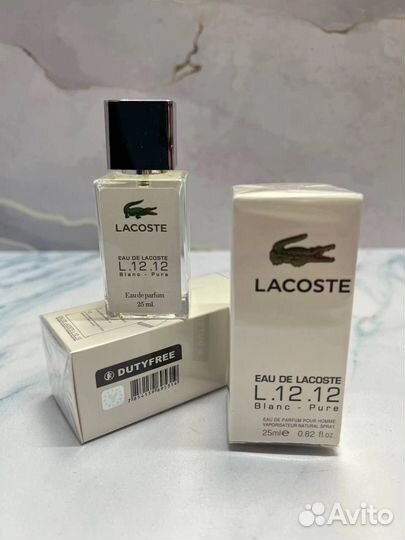 LACOSTE
EAU DE LACOSTE
L.12.12
Blanc - Pure
Eau de parfum
25 ml.
DUTYFREE
LACOSTE
EAU DE LACOSTE
L.12.12
Blanc - Pure
EAU DE PARFUM POUR HOMME
VAPORISATEUR NATURAL SPRAY
25ml℮ 0.82 fl.oz.
Avito